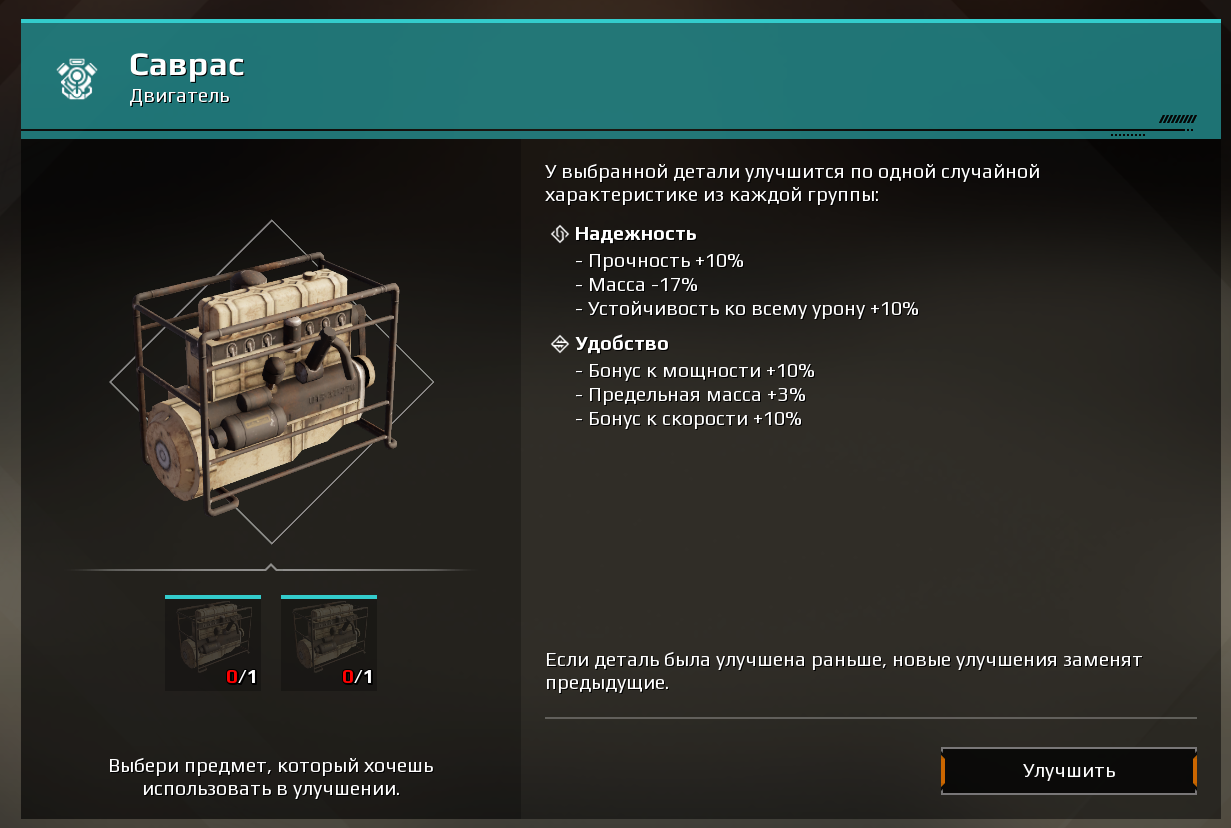 Саврас
Двигатель
У выбранной детали улучшится по одной случайной
характеристике из каждой группы:
Надежность
- Прочность +10%
- Масса -17%
- Устойчивость ко всему урону +10%
Удобство
- Бонус к мощности +10%
- Предельная масса +3%
- Бонус к скорости +10%
0/1
0/1
Если деталь была улучшена раньше, новые улучшения заменят
предыдущие.
Выбери предмет, который хочешь
использовать в улучшении.
Улучшить